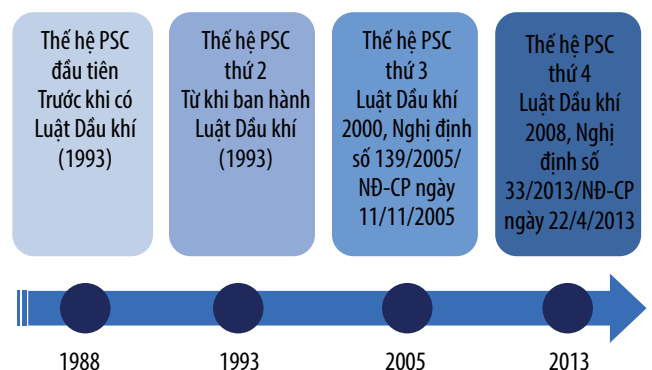 Thế hệ PSC
đầu tiên
Trước khi có
Luật Dầu khí
(1993)
Thế hệ PSC
thứ 2
Từ khi ban hành
Luật Dầu khí
(1993)
Thế hệ PSC
thứ 3
Luật Dầu khí
2000, Nghị định
số 139/2005/
NĐ-CP ngày
11/11/2005
Thế hệ PSC
thứ 4
Luật Dầu khí
2008, Nghị
định số
33/2013/NĐ-CP
ngày 22/4/2013
1988
1993
2005
2013